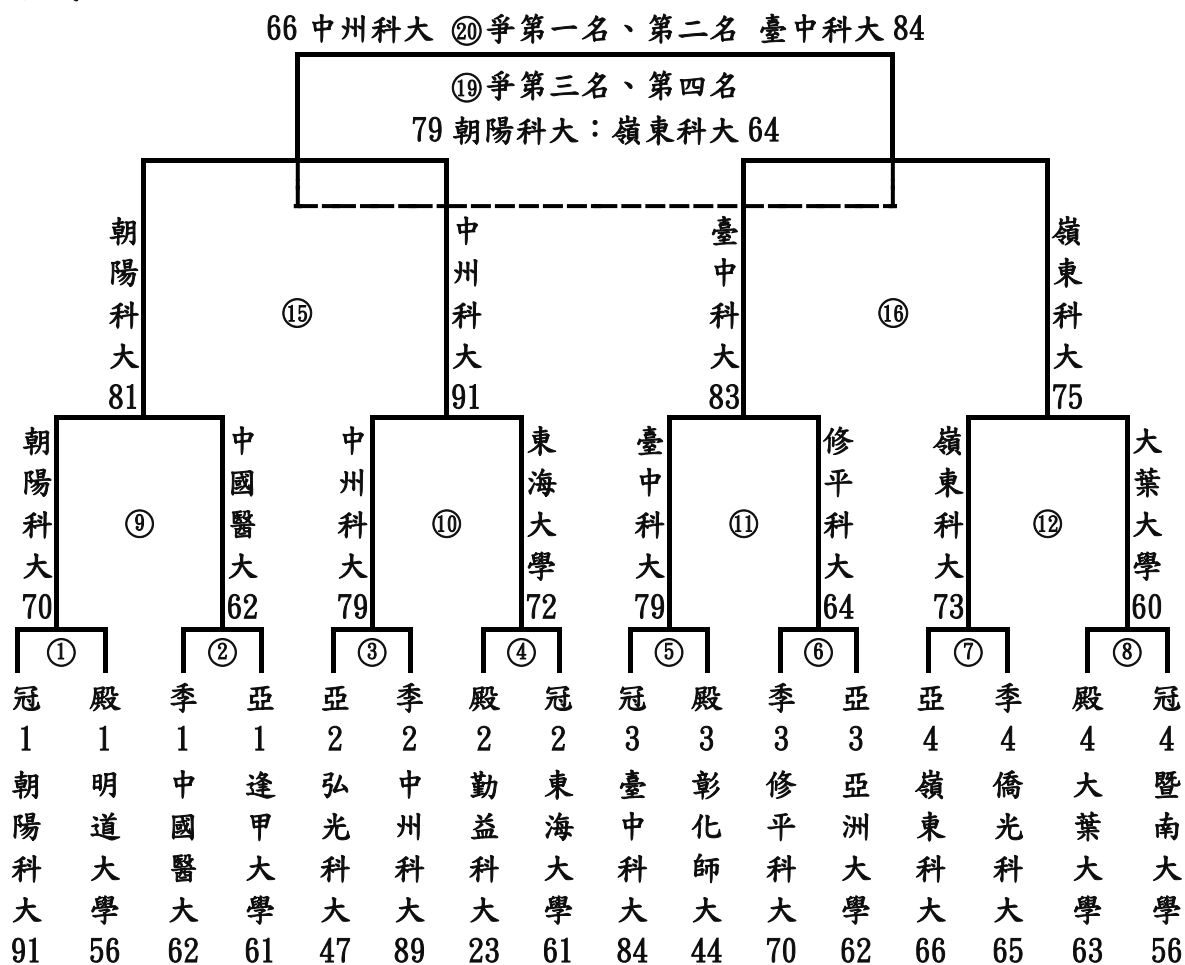 66 中州科大 ⑳爭第一名、第二名 臺中科大 84
⑲爭第三名、第四名
79 朝陽科大：嶺東科大 64
朝陽科大
81
⑮
中州科大
91
臺中科大
83
⑯
嶺東科大
75
朝陽科大
70
⑨
中國醫大
62
中州科大
79
⑩
東海大學
72
臺中科大
79
⑪
修平科大
64
嶺東科大
73
⑫
大葉大學
60
① ② ③ ④ ⑤ ⑥ ⑦ ⑧
冠 殿 季 亞 亞 季 殿 冠 冠 殿 季 亞 亞 季 殿 冠
1 1 1 1 2 2 2 2 3 3 3 3 4 4 4 4
朝陽科大
明道大學
中國醫大
逢甲大學
弘光科大
中州科大
勤益科大
東海大學
臺中科大
彰化師大
修平科大
亞洲大學
嶺東科大
僑光科大
大葉大學
暨南大學
91 56 62 61 47 89 23 61 84 44 70 62 66 65 63 56